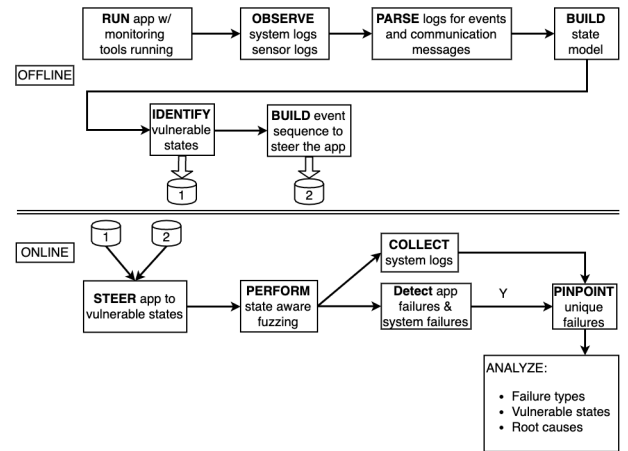 RUN app w/
monitoring
tools running
OBSERVE
system logs
sensor logs
PARSE logs for events
and communication
messages
BUILD
state
model
OFFLINE
IDENTIFY
vulnerable
states
BUILD event
sequence to
steer the app
1
2
ONLINE
1
2
STEER app to
vulnerable states
PERFORM
state aware
fuzzing
COLLECT
system logs
Detect app
failures &
system failures
Y
PINPOINT
unique
failures
ANALYZE:
• Failure types
• Vulnerable states
• Root causes